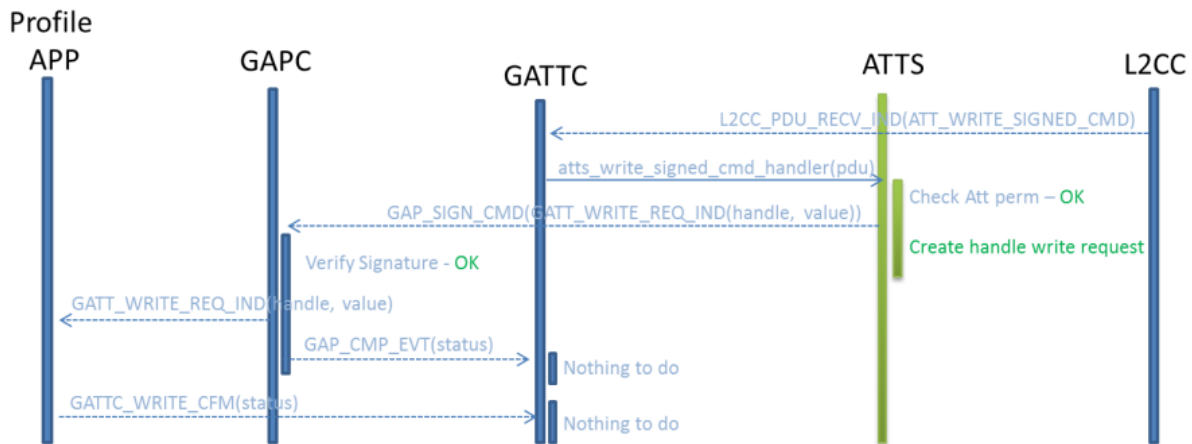 Profile
APP
GAPC
GATTC
ATTS
L2CC
L2CC_PDU_RECV_IND(ATT_WRITE_SIGNED_CMD)
atts_write_signed_cmd_handler(pdu)
Check Att perm – OK
GAP_SIGN_CMD(GATT_WRITE_REQ_IND(handle, value))
Create handle write request
Verify Signature - OK
GATT_WRITE_REQ_IND(handle, value)
GAP_CMP_EVT(status)
Nothing to do
GATTC_WRITE_CFM(status)
Nothing to do